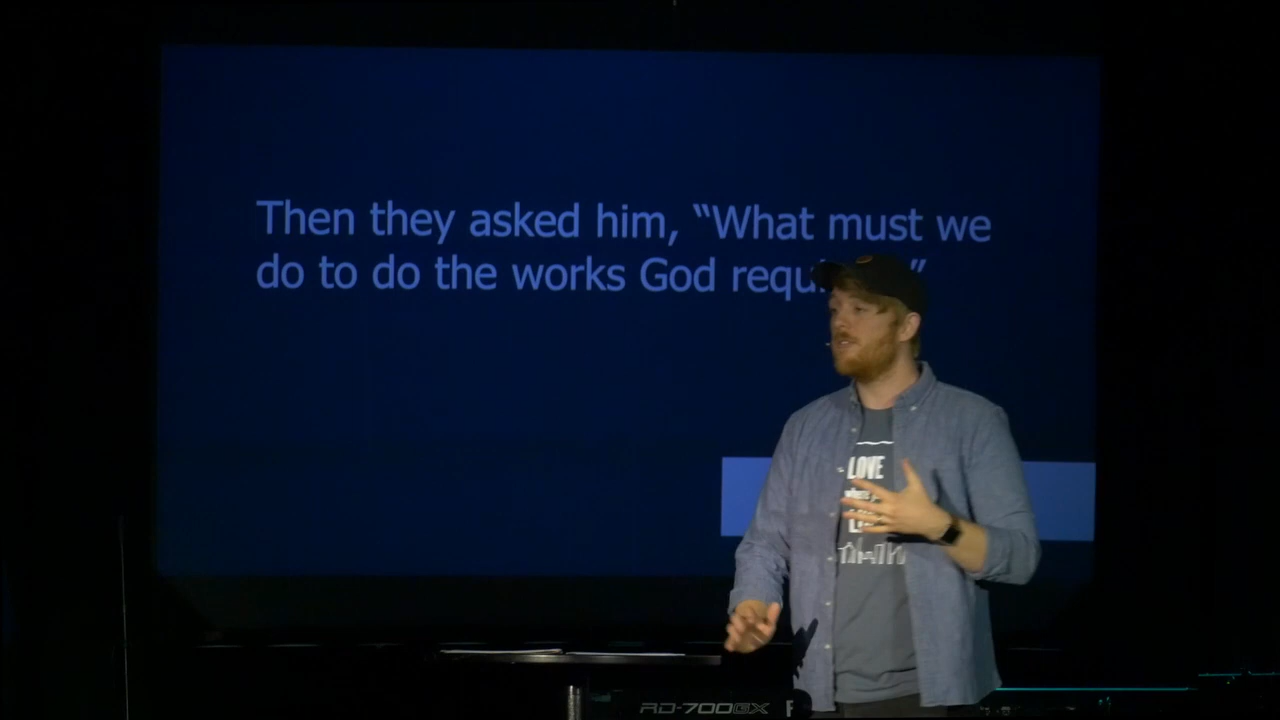 Then they asked him, “What must we
do to do the works God ”
LOVE
RD-700GX